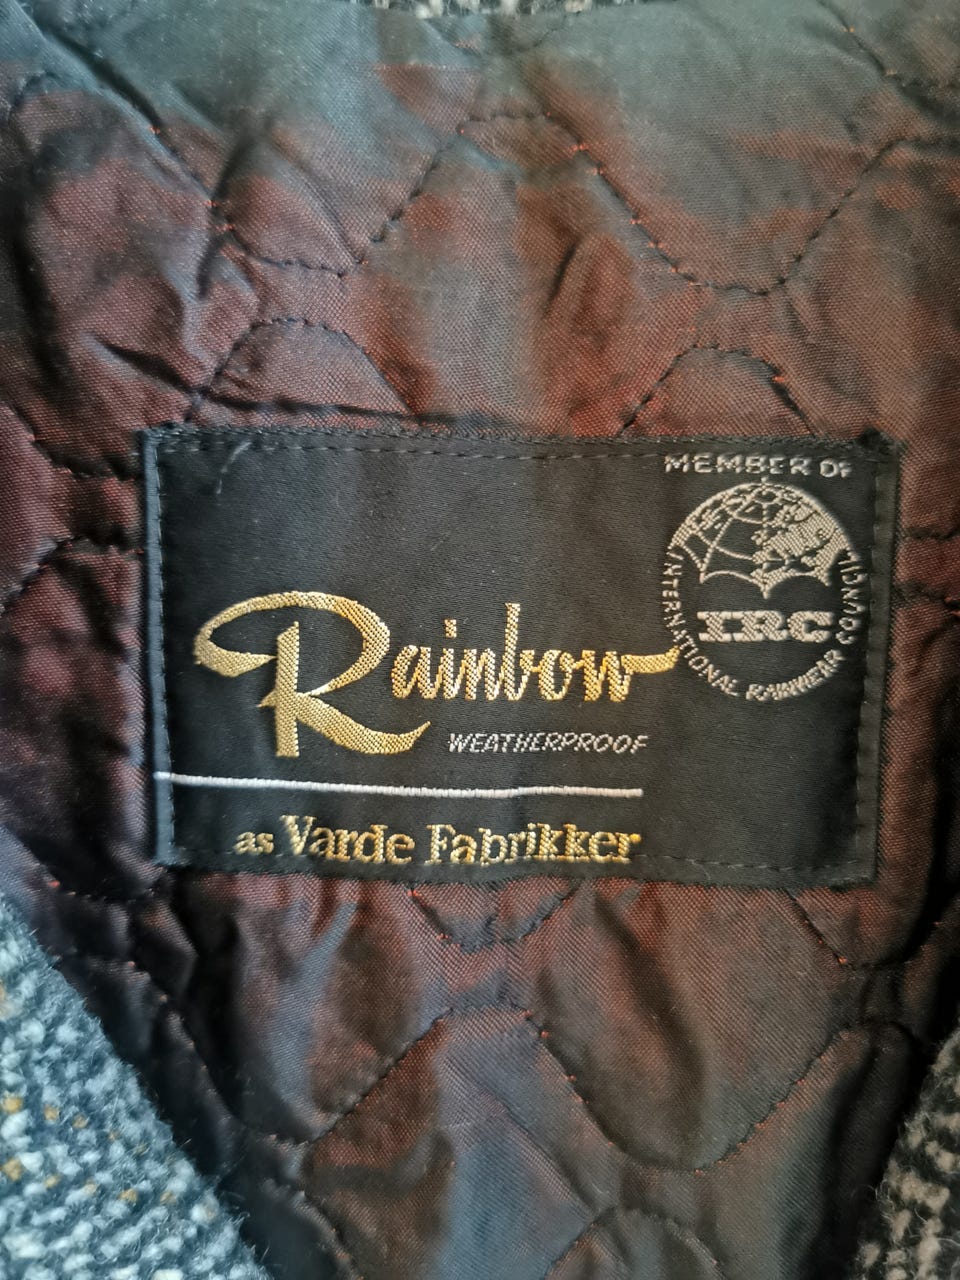 MEMBER OF
INTERNATIONAL RAINWEAR COUNCIL
IRC
Rainbow
WEATHERPROOF
as Varde Fabrikker